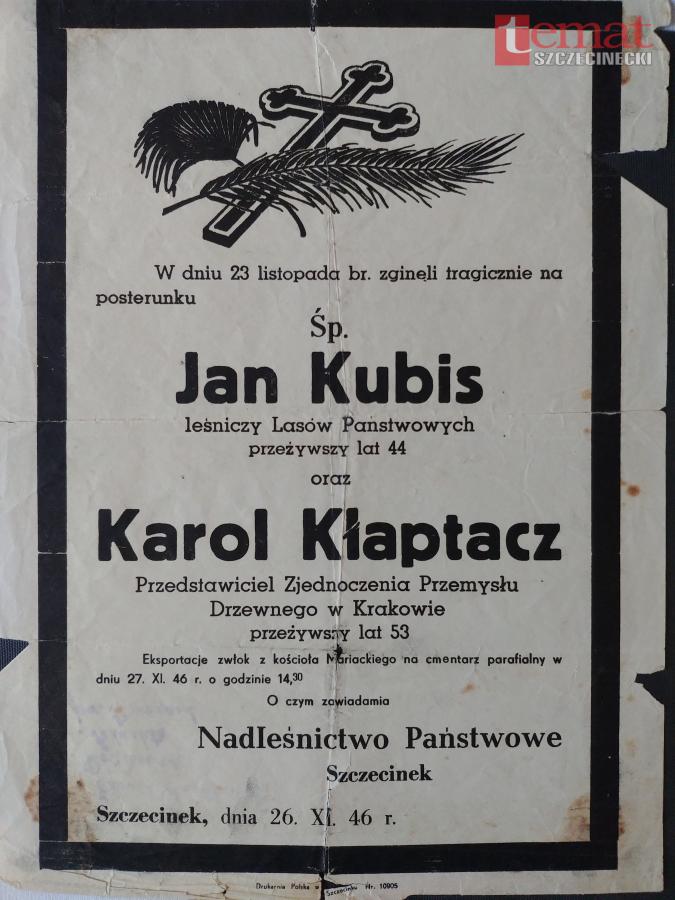 temat
SZCZECINECKI
W dniu 23 listopada br. zginęli tragicznie na
posterunku
Śp.
Jan Kubis
leśniczy Lasów Państwowych
przeżywszy lat 44
oraz
Karol Kłaptacz
Przedstawiciel Zjednoczenia Przemysłu
Drzewnego w Krakowie
przeżywszy lat 53
Eksportacje zwłok z kościoła Mariackiego na cmentarz parafialny w
dniu 27. XI. 46 r. o godzinie 14,30
O czym zawiadamia
Nadleśnictwo Państwowe
Szczecinek
Szczecinek, dnia 26. XI. 46 r.
Drukarnia Polska w Szczecinku Nr. 10905